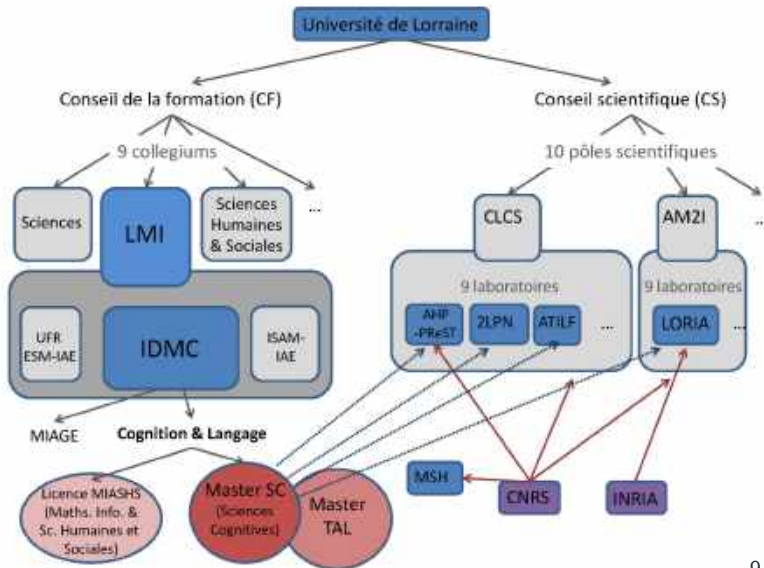 Université de Lorraine
Conseil de la formation (CF)
Conseil scientifique (CS)
9 collegiums
10 pôles scientifiques
Sciences
LMI
Sciences
Humaines
& Sociales
...
CLCS
AM2I
...
9 laboratoires
9 laboratoires
AHP
-PReST
2LPN
ATILF
...
LORIA
...
UFR
ESM-IAE
IDMC
ISAM-
IAE
MIAGE
Cognition & Langage
Licence MIASHS
(Maths. Info. &
Sc. Humaines et
Sociales)
Master SC
(Sciences
Cognitives)
Master
TAL
MSH
CNRS
INRIA